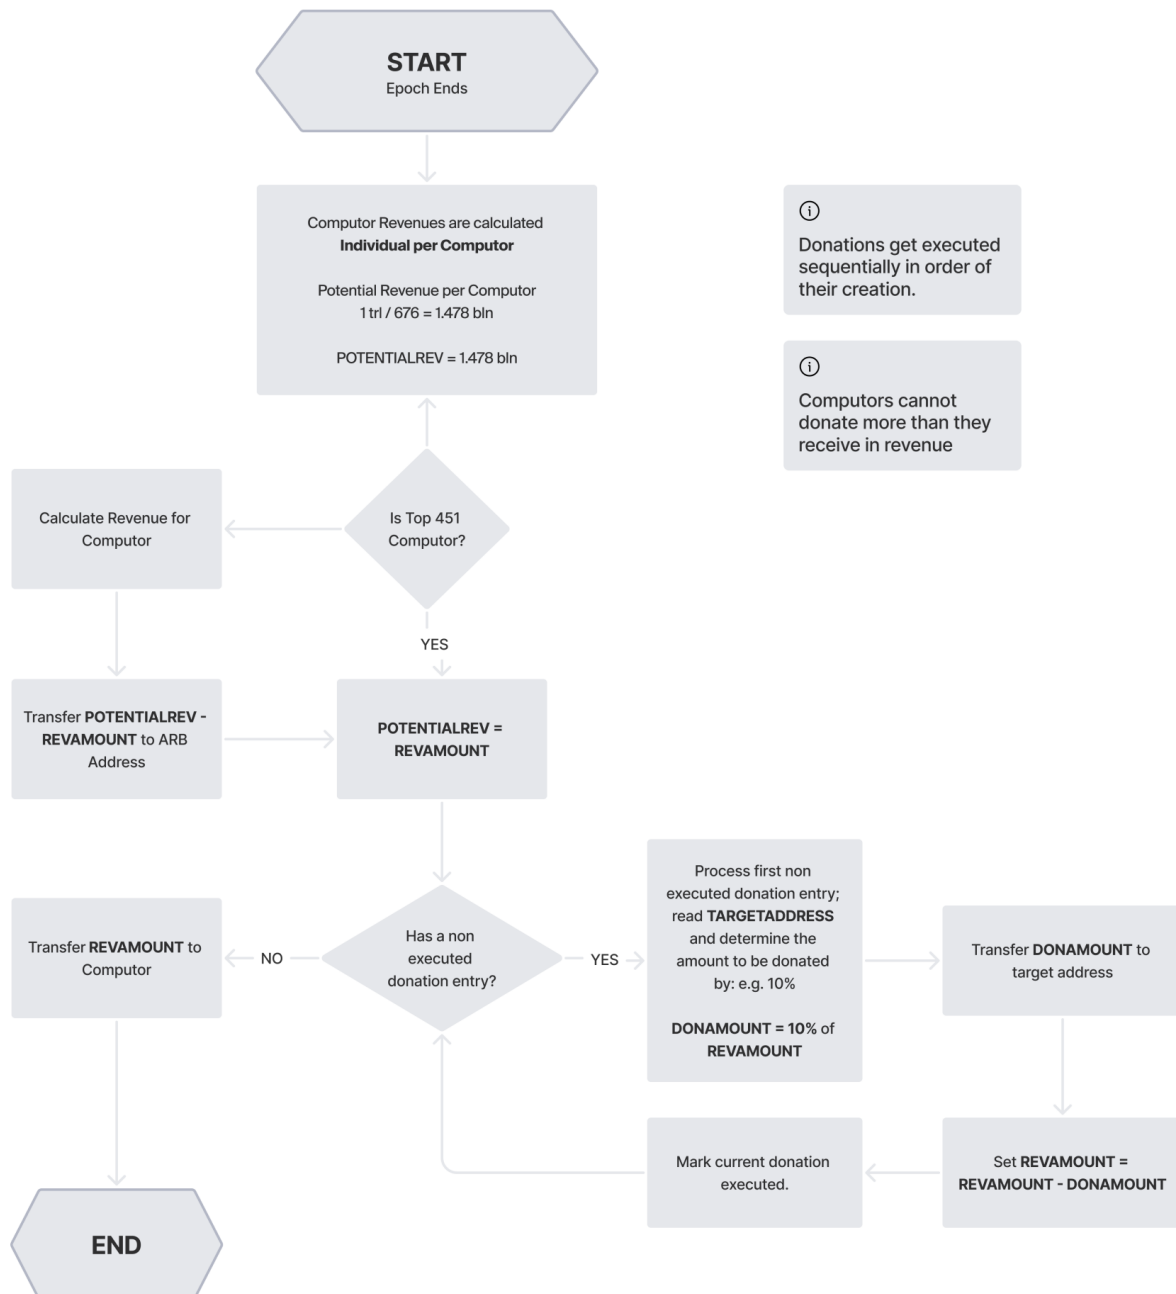 START
Epoch Ends
Computor Revenues are calculated
Individual per Computor
Potential Revenue per Computor
1 trl / 676 = 1.478 bln
POTENTIALREV = 1.478 bln
Donations get executed
sequentially in order of
their creation.
Computors cannot
donate more than they
receive in revenue
Is Top 451
Computor?
Calculate Revenue for
Computor
YES
Transfer POTENTIALREV -
REVAMOUNT to ARB
Address
POTENTIALREV =
REVAMOUNT
Has a non
executed
donation entry?
NO
Transfer REVAMOUNT to
Computor
YES
Process first non
executed donation entry;
read TARGETADDRESS
and determine the
amount to be donated
by: e.g. 10%
DONAMOUNT = 10% of
REVAMOUNT
Transfer DONAMOUNT to
target address
Set REVAMOUNT =
REVAMOUNT - DONAMOUNT
Mark current donation
executed.
END